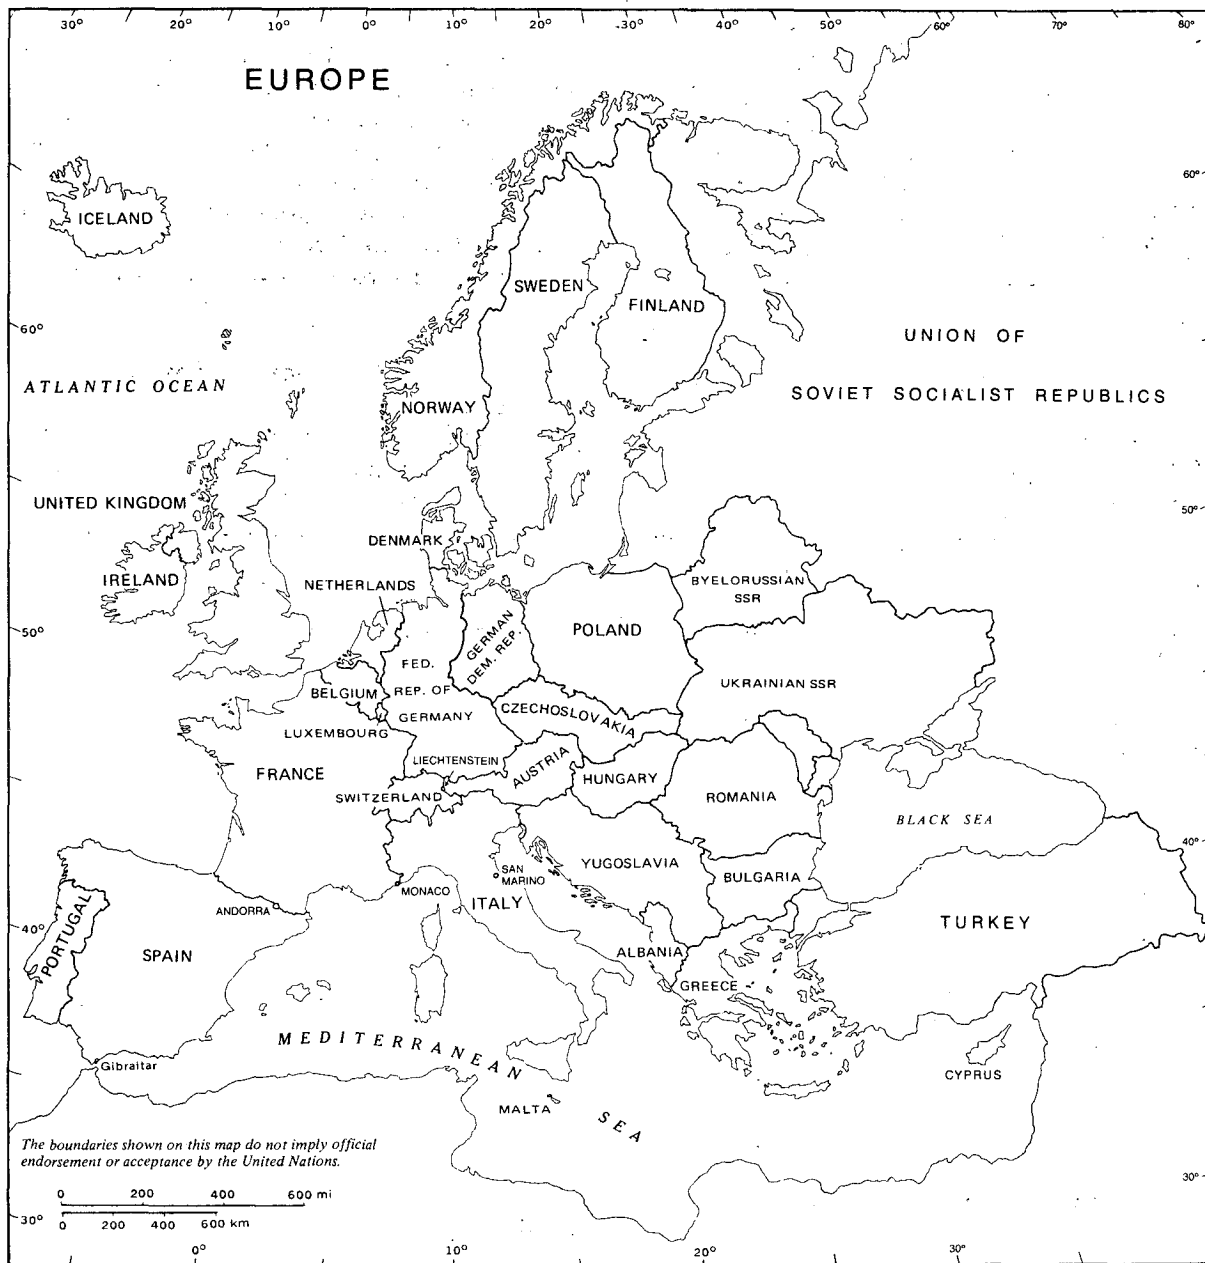 30° 20° 10° 0° 10° 20° 30° 40° 50° 60° 70° 80°
EUROPE
60°
ICELAND
SWEDEN
FINLAND
60°
UNION OF
ATLANTIC OCEAN
SOVIET SOCIALIST REPUBLICS
NORWAY
UNITED KINGDOM
50°
DENMARK
IRELAND
NETHERLANDS
BYELORUSSIAN
SSR
50°
POLAND
GERMAN
DEM. REP.
FED.
REP. OF
GERMANY
BELGIUM
UKRAINIAN SSR
CZECHOSLOVAKIA
LUXEMBOURG
LIECHTENSTEIN
AUSTRIA
FRANCE
HUNGARY
SWITZERLAND
ROMANIA
BLACK SEA
40°
YUGOSLAVIA
SAN
MARINO
BULGARIA
MONACO
ITALY
ANDORRA
PORTUGAL
40°
TURKEY
SPAIN
ALBANIA
GREECE
MEDITERRANEAN
SEA
Gibraltar
CYPRUS
MALTA
The boundaries shown on this map do not imply official
endorsement or acceptance by the United Nations.
30°
0 200 400 600 mi
0 200 400 600 km
30°
0° 10° 20° 30°